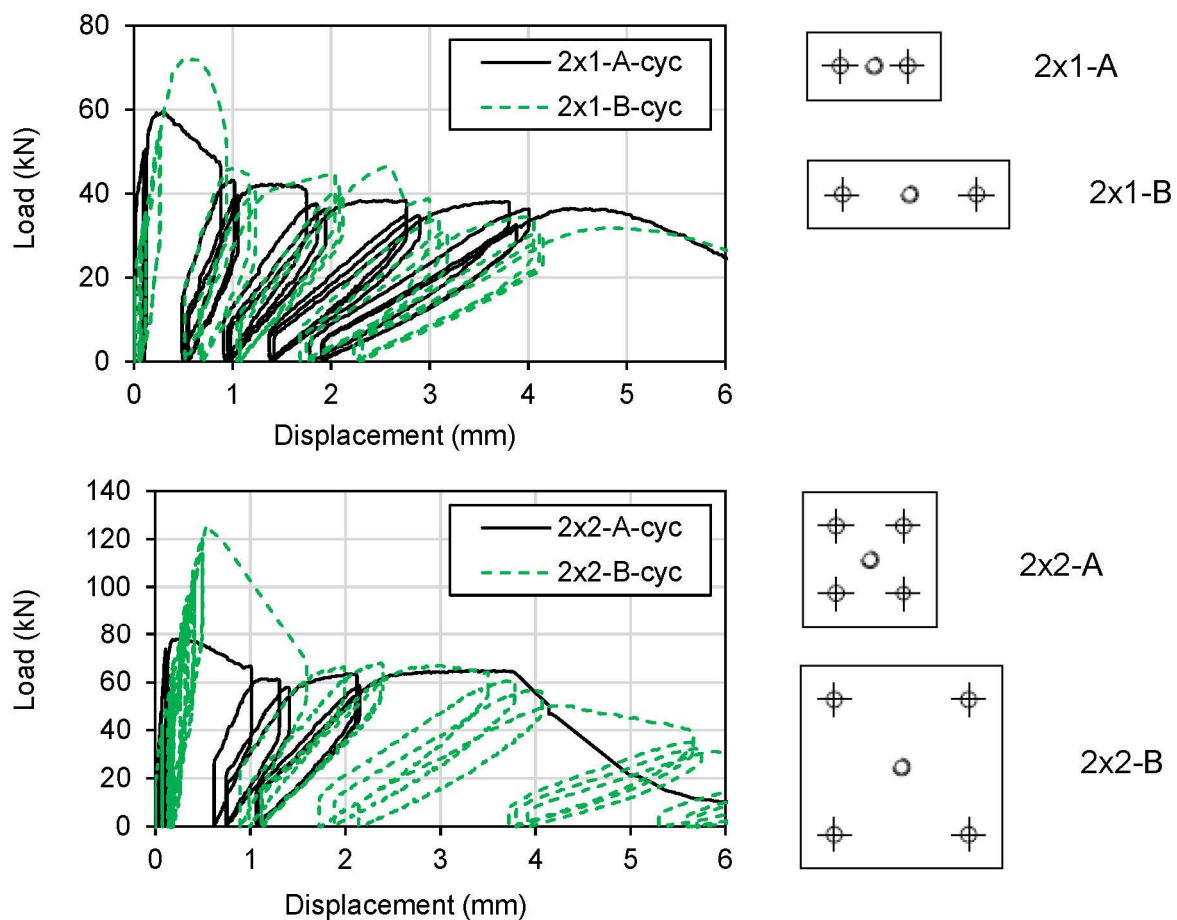 80
60
40
20
0
Load (kN)
2x1-A-cyc
2x1-B-cyc
0 1 2 3 4 5 6
Displacement (mm)
2x1-A
2x1-B
140
120
100
80
60
40
20
0
Load (kN)
2x2-A-cyc
2x2-B-cyc
0 1 2 3 4 5 6
Displacement (mm)
2x2-A
2x2-B